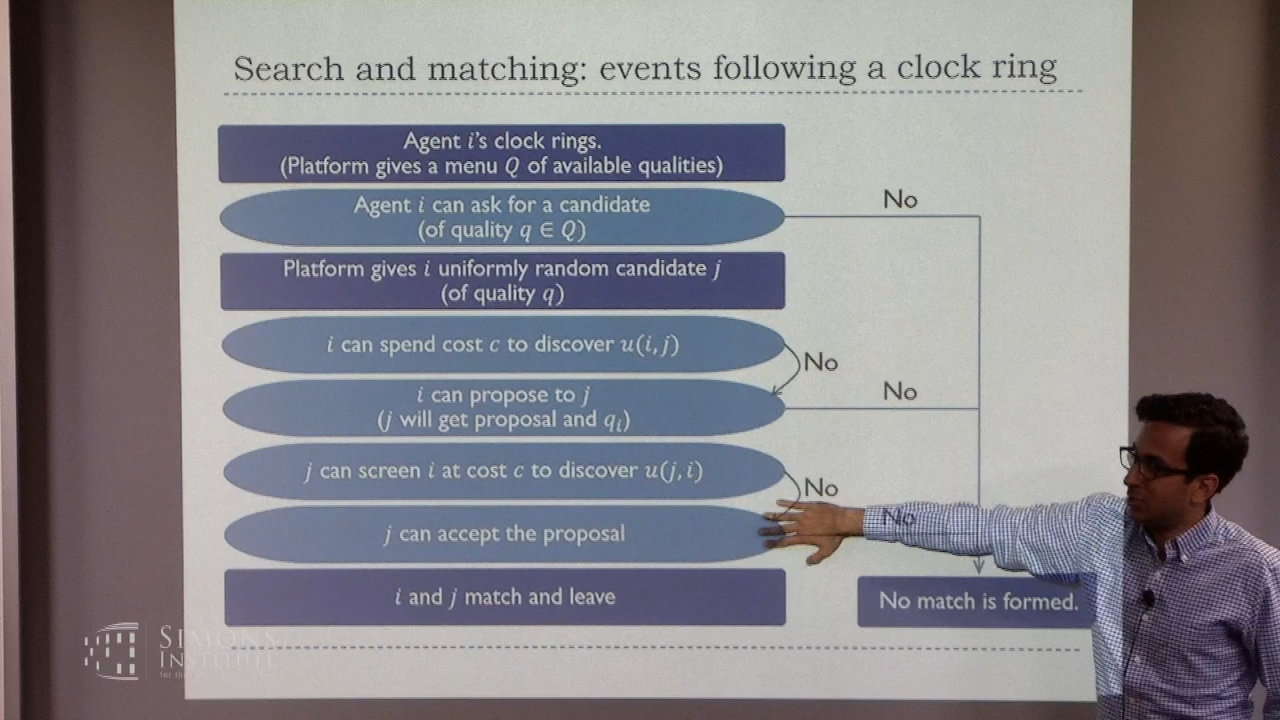 Search and matching: events following a clock ring
Agent i's clock rings.
(Platform gives a menu Q of available qualities)
Agent i can ask for a candidate
(of quality q ∈ Q)
No
Platform gives i uniformly random candidate j
(of quality q)
i can spend cost c to discover u(i,j)
No
i can propose to j
(j will get proposal and qᵢ)
No
j can screen i at cost c to discover u(j,i)
No
j can accept the proposal
No
i and j match and leave
No match is formed.
SIMONS
INSTITUTE
for th